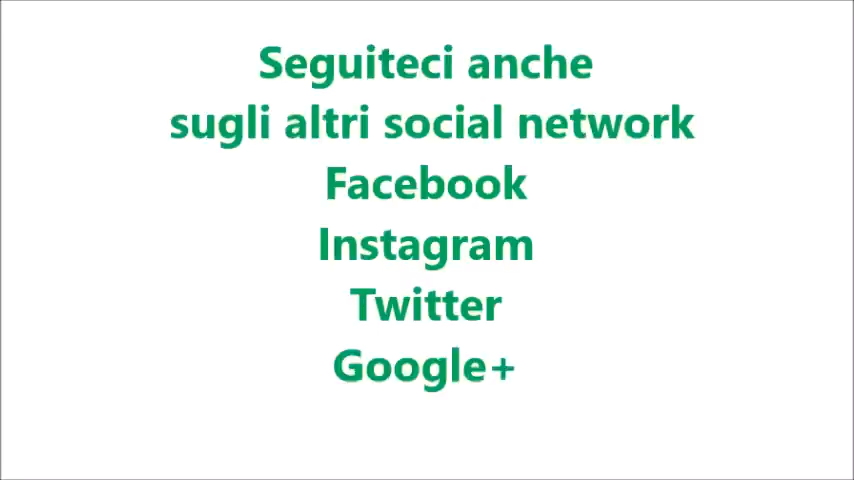 Seguiteci anche
sugli altri social network
Facebook
Instagram
Twitter
Google+